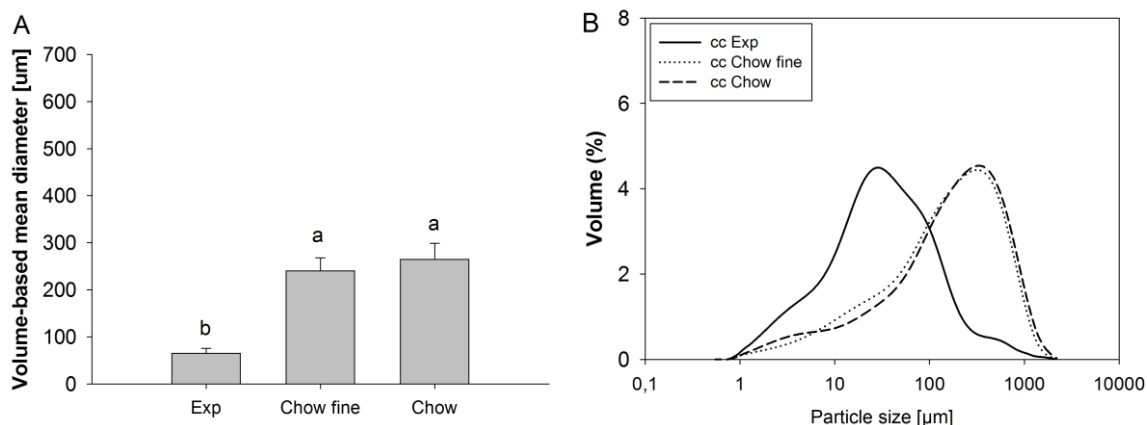 A
Volume-based mean diameter [um]
700
600
500
400
300
200
100
0
b
a
a
Exp
Chow fine
Chow
B
Volume (%)
8
6
4
2
0
cc Exp
cc Chow fine
cc Chow
0,1
1
10
100
1000
10000
Particle size [µm]